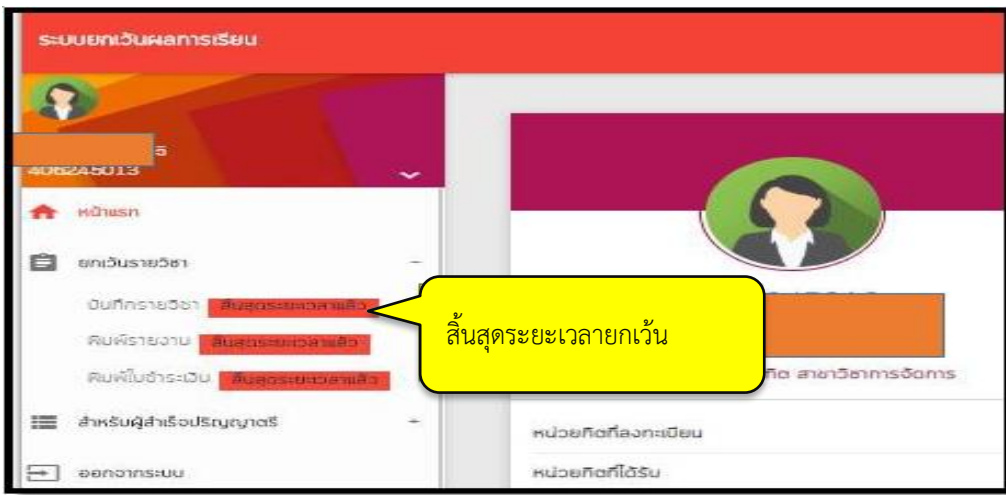 ระบบยกเว้นผลการเรียน
406245013
หน้าแรก
ยกเว้นรายวิชา
บันทึกรายวิชา สิ้นสุดระยะเวลาแล้ว
พิมพ์รายงาน สิ้นสุดระยะเวลาแล้ว
พิมพ์ใบชำระเงิน สิ้นสุดระยะเวลาแล้ว
สำหรับผู้สำเร็จปริญญาตรี
ออกจากระบบ
สิ้นสุดระยะเวลายกเว้น
สาขาวิชาการจัดการ
หน่วยกิตที่ลงทะเบียน
หน่วยกิตที่ได้รับ